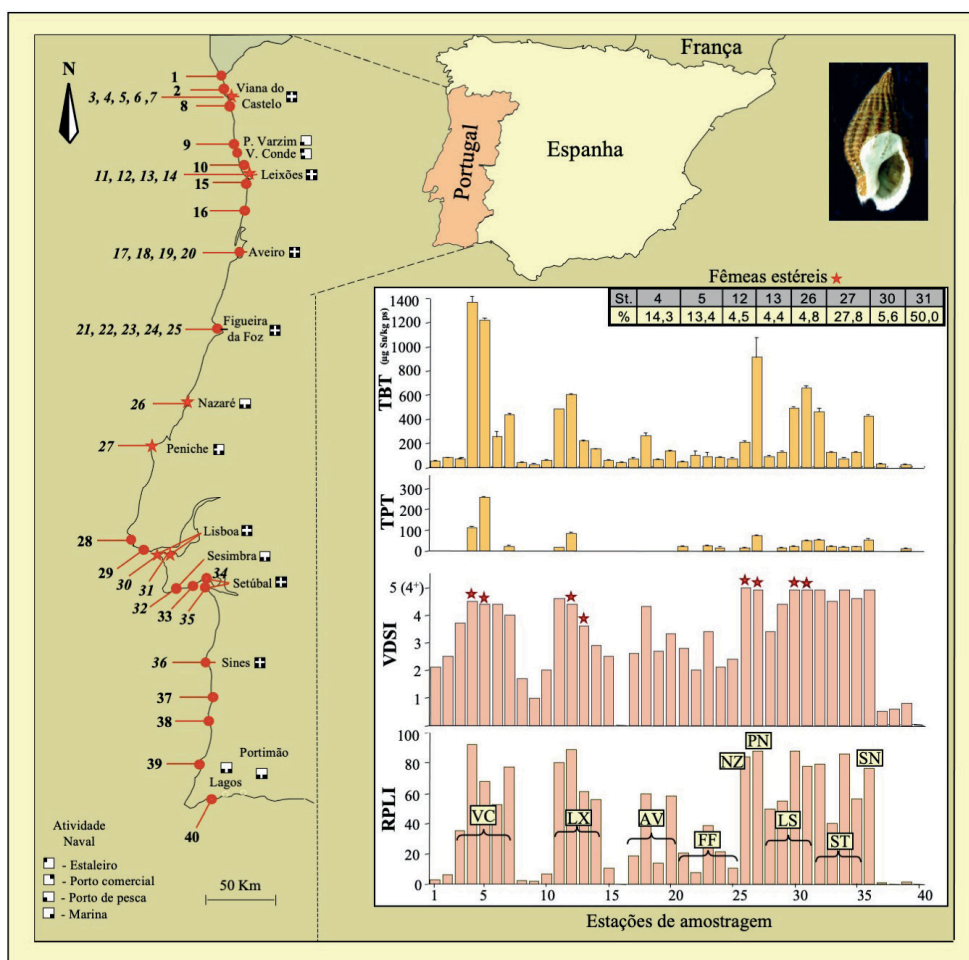 N
1
2
3, 4, 5, 6 ,7
8
Viana do
Castelo
9
P. Varzim
V. Conde
10
11, 12, 13, 14
Leixões
15
16
17, 18, 19, 20
Aveiro
21, 22, 23, 24, 25
Figueira
da Foz
26
Nazaré
27
Peniche
28
29
30
31
Lisboa
Sesimbra
32
33
34
35
Setúbal
36
Sines
37
38
39
Portimão
Lagos
40
Atividade
Naval
- Estaleiro
- Porto comercial
- Porto de pesca
- Marina
50 Km
França
Espanha
Portugal
Fêmeas estéreis
St. 4 5 12 13 26 27 30 31
% 14,3 13,4 4,5 4,4 4,8 27,8 5,6 50,0
TBT
(µg Sn/kg ps)
1400
1200
1000
800
600
400
200
0
TPT
300
200
100
0
VDSI
5 (4+)
4
3
2
1
RPLI
100
80
60
40
20
0
VC
LX
AV
FF
NZ
PN
LS
ST
SN
1 5 10 15 20 25 30 35 40
Estações de amostragem